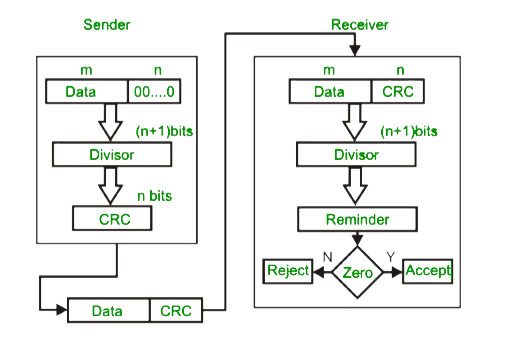 Sender
m n
Data 00....0
(n+1)bits
Divisor
n bits
CRC
Data CRC
Receiver
m n
Data CRC
(n+1)bits
Divisor
Reminder
N Y
Reject Zero Accept